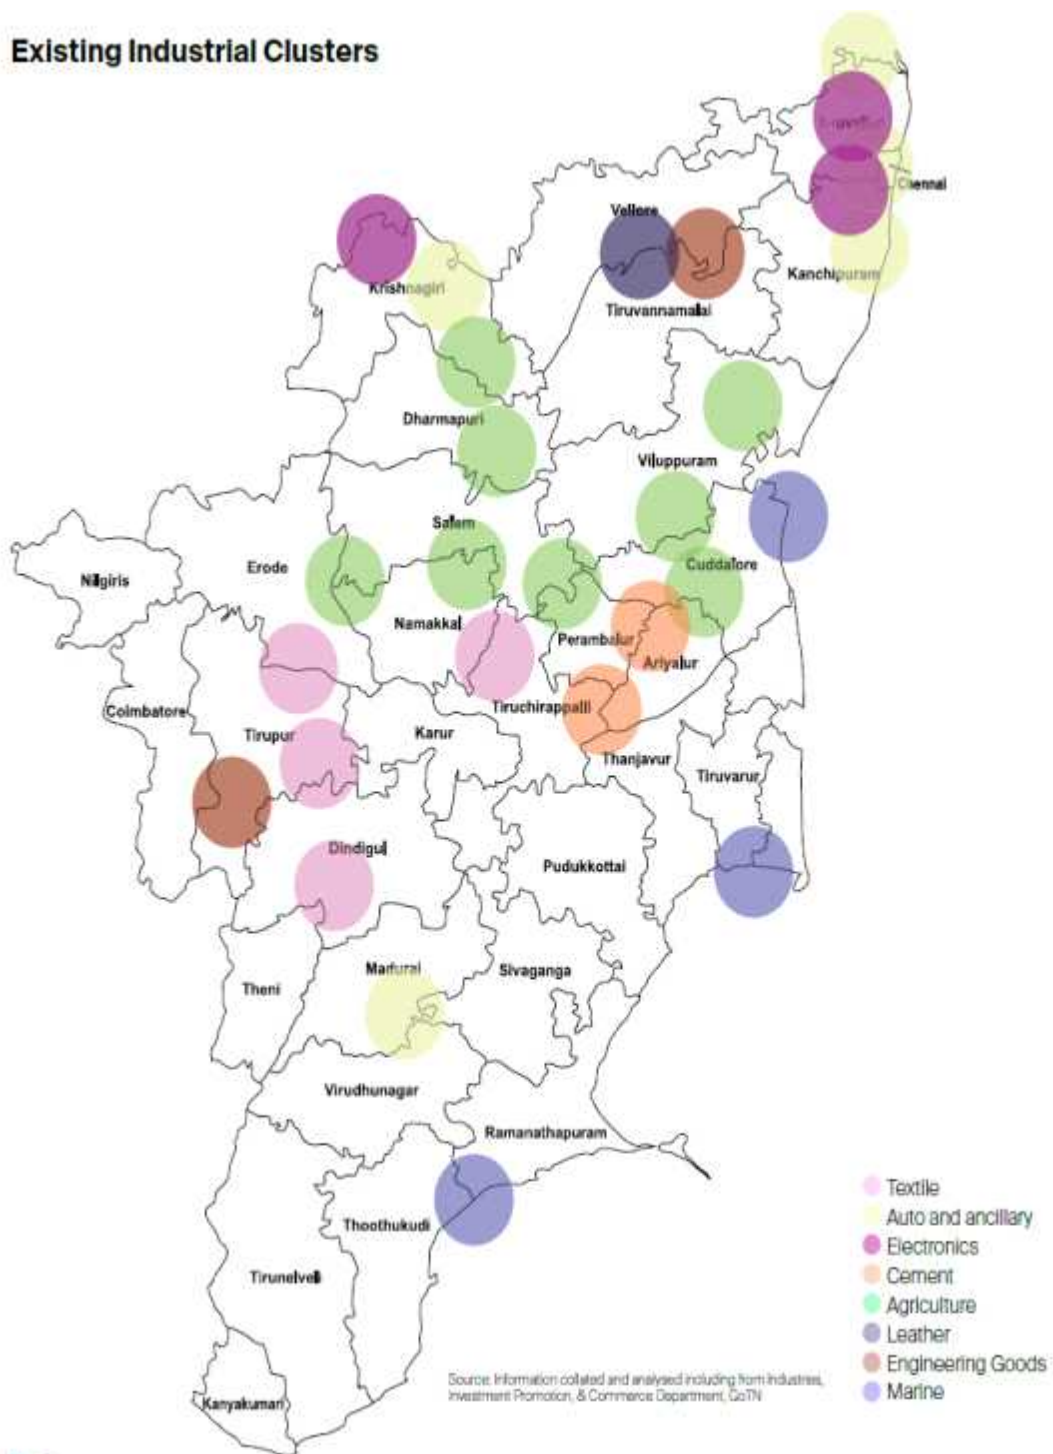 Existing Industrial Clusters
Chennai
Vellore
Kanchipuram
Krishnagiri
Tiruvannamalai
Dharmapuri
Viluppuram
Salem
Erode
Cuddalore
Nilgiris
Namakkal
Perambalur
Ariyalur
Coimbatore
Tiruchirappalli
Tirupur
Karur
Thanjavur
Tiruvarur
Dindigul
Pudukkottai
Madurai
Sivaganga
Theni
Virudhunagar
Ramanathapuram
Thoothukudi
Tirunelveli
Kanyakumari
Textile
Auto and ancillary
Electronics
Cement
Agriculture
Leather
Engineering Goods
Marine
Source: Information collated and analysed including from Industries,
Investment Promotion, & Commerce Department, GoTN